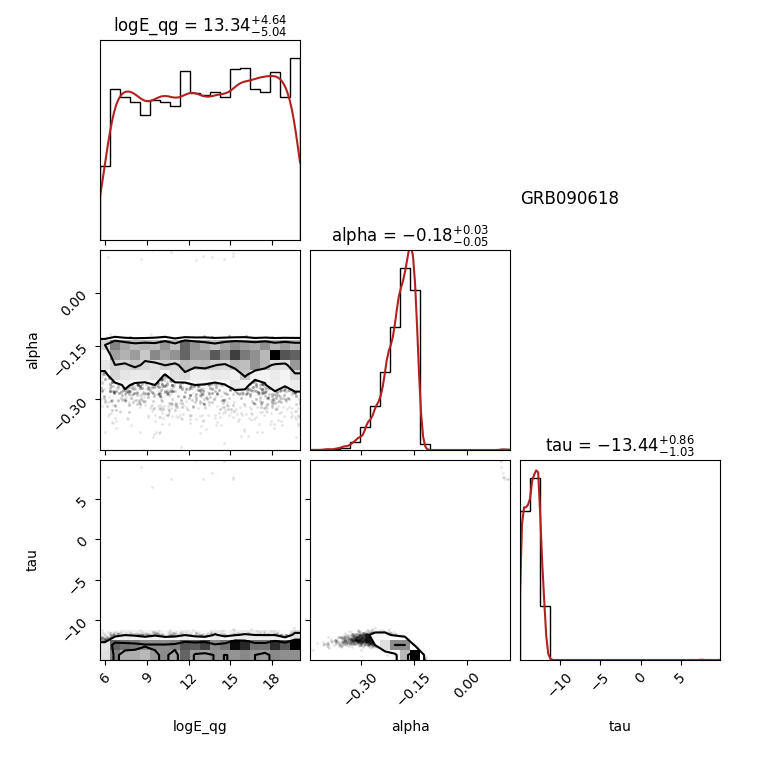 logE_qg = 13.34+4.64−5.04
GRB090618
alpha = −0.18+0.03−0.05
alpha
0.00
−0.15
−0.30
tau = −13.44+0.86−1.03
tau
5
0
−5
−10
6 9 12 15 18
−0.30 −0.15 0.00
−10 −5 0 5
logE_qg alpha tau